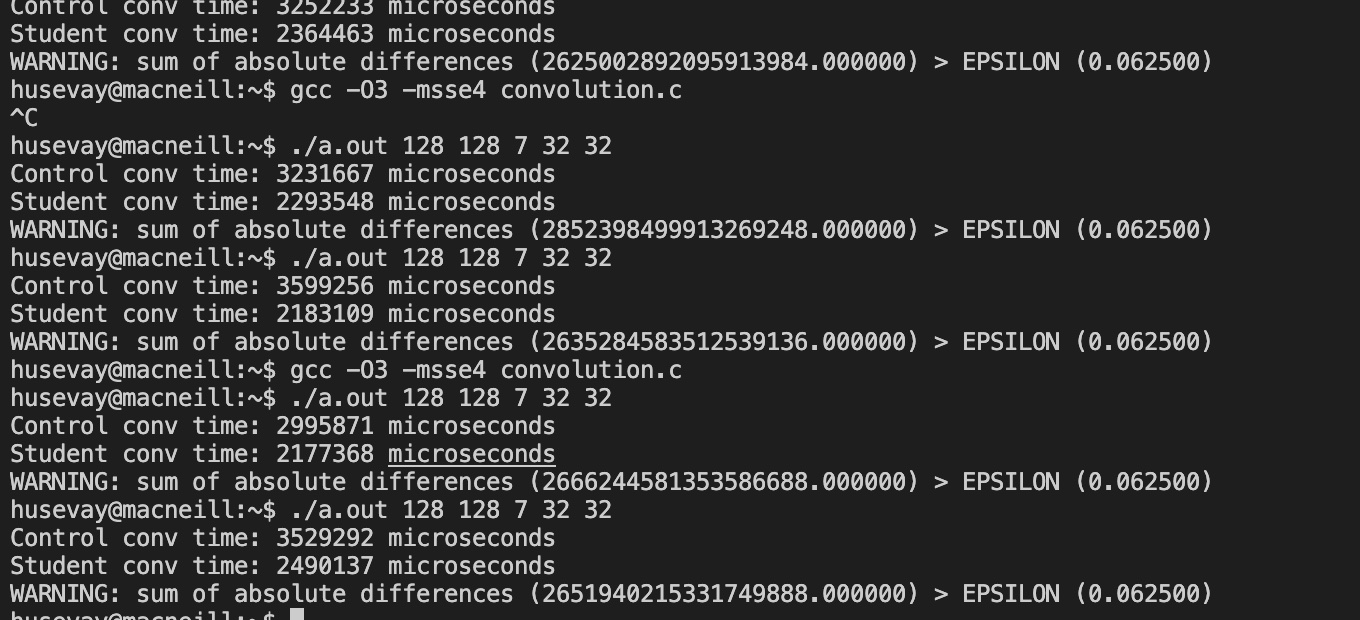 Control conv time: 3252233 microseconds
Student conv time: 2364463 microseconds
WARNING: sum of absolute differences (2625002892095913984.000000) > EPSILON (0.062500)
husevay@macneill:~$ gcc -O3 -msse4 convolution.c
^C
husevay@macneill:~$ ./a.out 128 128 7 32 32
Control conv time: 3231667 microseconds
Student conv time: 2293548 microseconds
WARNING: sum of absolute differences (2852398499913269248.000000) > EPSILON (0.062500)
husevay@macneill:~$ ./a.out 128 128 7 32 32
Control conv time: 3599256 microseconds
Student conv time: 2183109 microseconds
WARNING: sum of absolute differences (2635284583512539136.000000) > EPSILON (0.062500)
husevay@macneill:~$ gcc -O3 -msse4 convolution.c
husevay@macneill:~$ ./a.out 128 128 7 32 32
Control conv time: 2995871 microseconds
Student conv time: 2177368 microseconds
WARNING: sum of absolute differences (2666244581353586688.000000) > EPSILON (0.062500)
husevay@macneill:~$ ./a.out 128 128 7 32 32
Control conv time: 3529292 microseconds
Student conv time: 2490137 microseconds
WARNING: sum of absolute differences (2651940215331749888.000000) > EPSILON (0.062500)
husevay@macneill:~$